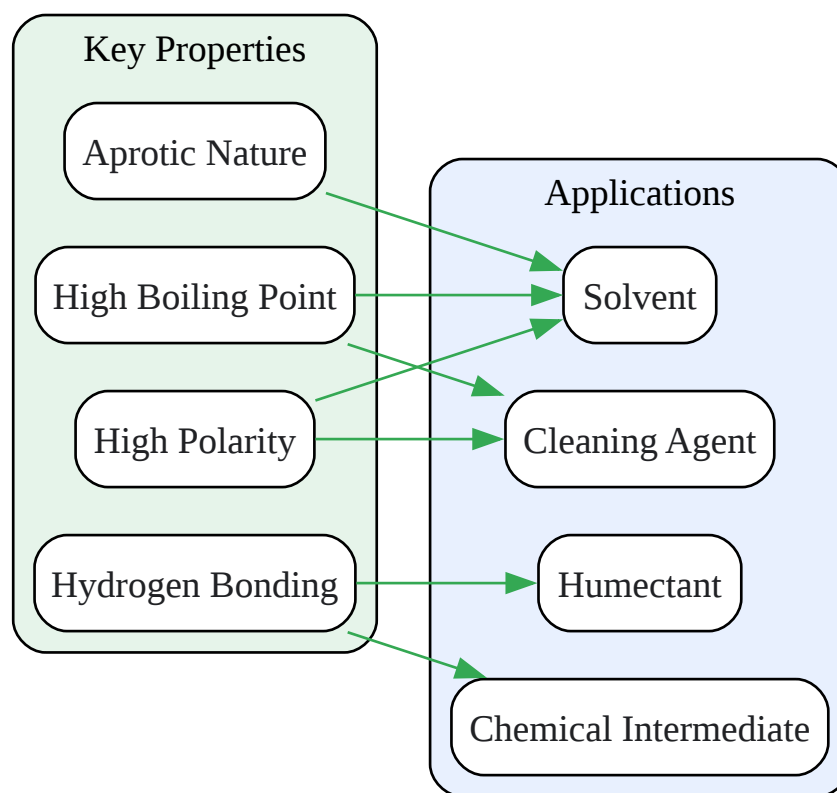 Key Properties
Aprotic Nature
High Boiling Point
High Polarity
Hydrogen Bonding
Applications
Solvent
Cleaning Agent
Humectant
Chemical Intermediate